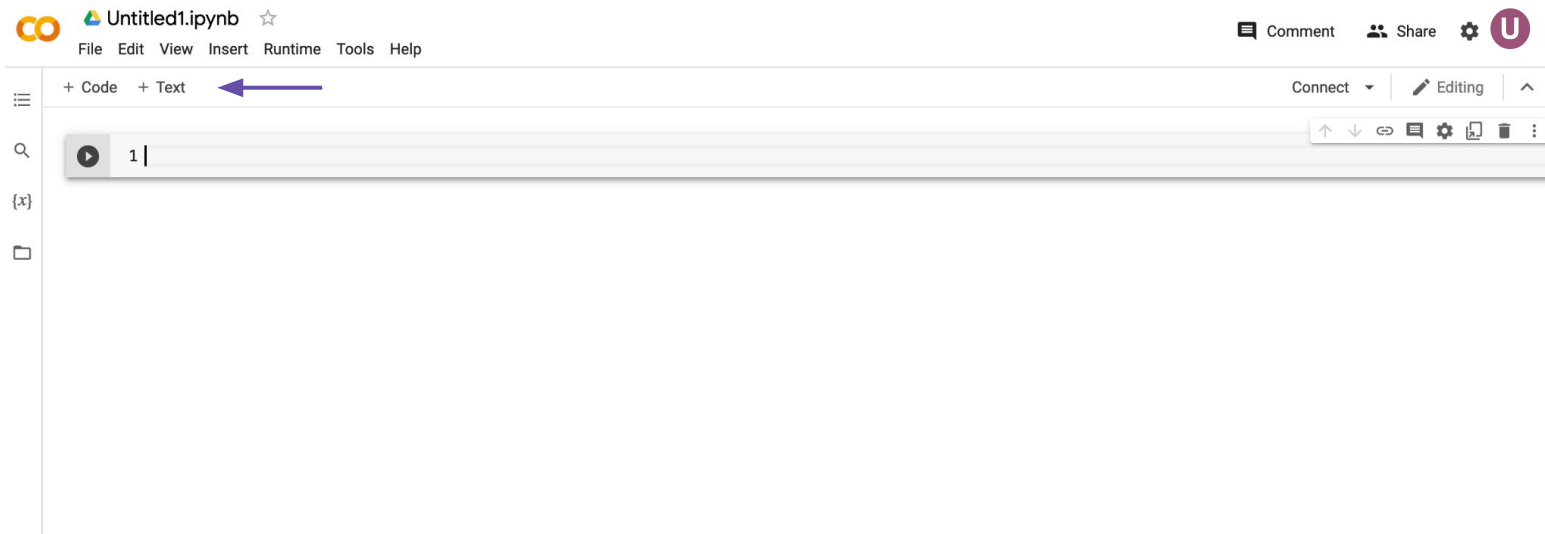 CO Untitled1.ipynb
File Edit View Insert Runtime Tools Help
Comment Share U
+ Code + Text
Connect Editing
{x}
1